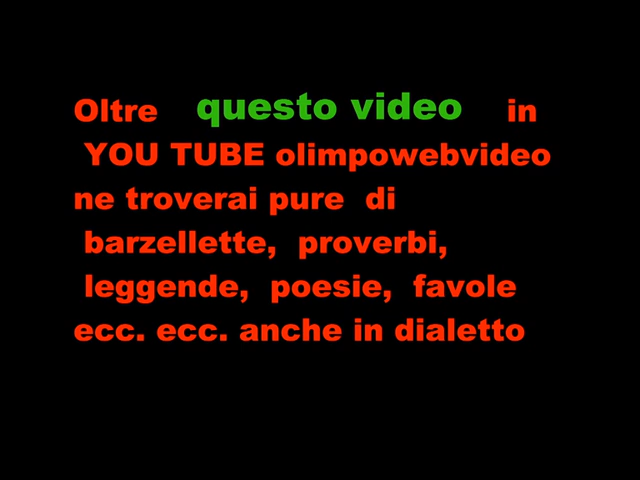 Oltre questo video in
YOU TUBE olimpowebvideo
ne troverai pure di
barzellette, proverbi,
leggende, poesie, favole
ecc. ecc. anche in dialetto